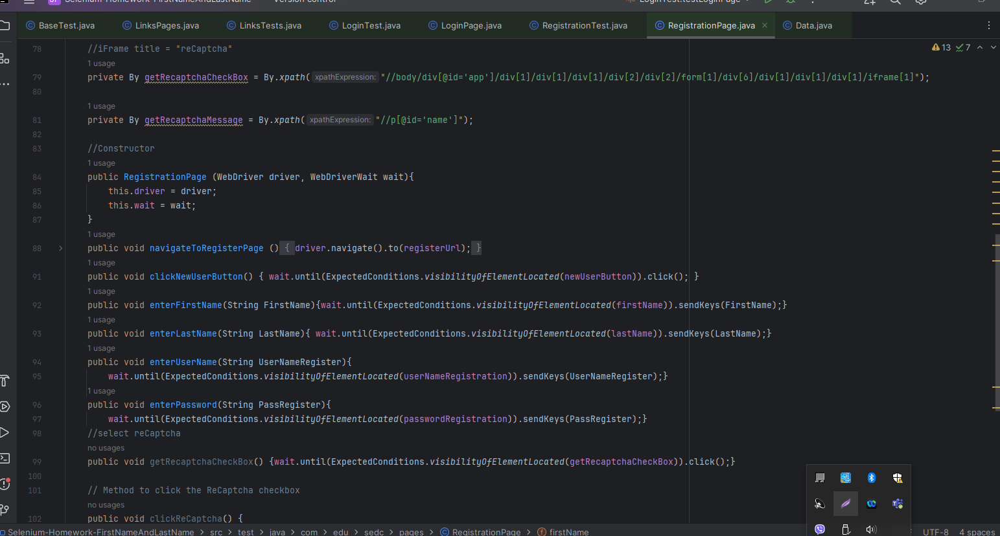 Selenium-Homework-FirstNameAndLastName Version control LoginTest.testLoginPage
BaseTest.java LinksPages.java LinksTests.java LoginTest.java LoginPage.java RegistrationTest.java RegistrationPage.java Data.java
13 7
78 //iFrame title = "reCaptcha"
1 usage
79 private By getRecaptchaCheckBox = By.xpath( xpathExpression: "//body/div[@id='app']/div[1]/div[1]/div[1]/div[2]/div[2]/form[1]/div[6]/div[1]/div[1]/div[1]/iframe[1]");
80
1 usage
81 private By getRecaptchaMessage = By.xpath( xpathExpression: "//p[@id='name']");
82
83 //Constructor
1 usage
84 public RegistrationPage (WebDriver driver, WebDriverWait wait){
85 this.driver = driver;
86 this.wait = wait;
87 }
1 usage
88 public void navigateToRegisterPage () { driver.navigate().to(registerUrl); }
1 usage
91 public void clickNewUserButton() { wait.until(ExpectedConditions.visibilityOfElementLocated(newUserButton)).click(); }
1 usage
92 public void enterFirstName(String FirstName){wait.until(ExpectedConditions.visibilityOfElementLocated(firstName)).sendKeys(FirstName);}
1 usage
93 public void enterLastName(String LastName){ wait.until(ExpectedConditions.visibilityOfElementLocated(lastName)).sendKeys(LastName);}
1 usage
94 public void enterUserName(String UserNameRegister){
95 wait.until(ExpectedConditions.visibilityOfElementLocated(userNameRegistration)).sendKeys(UserNameRegister);}
1 usage
96 public void enterPassword(String PassRegister){
97 wait.until(ExpectedConditions.visibilityOfElementLocated(passwordRegistration)).sendKeys(PassRegister);}
98 //select reCaptcha
no usages
99 public void getRecaptchaCheckBox() {wait.until(ExpectedConditions.visibilityOfElementLocated(getRecaptchaCheckBox)).click();}
100
101 // Method to click the ReCaptcha checkbox
no usages
102 public void clickReCaptcha() {
Selenium-Homework-FirstNameAndLastName > src > test > java > com > edu > sedc > pages > RegistrationPage > firstName UTF-8 4 spaces